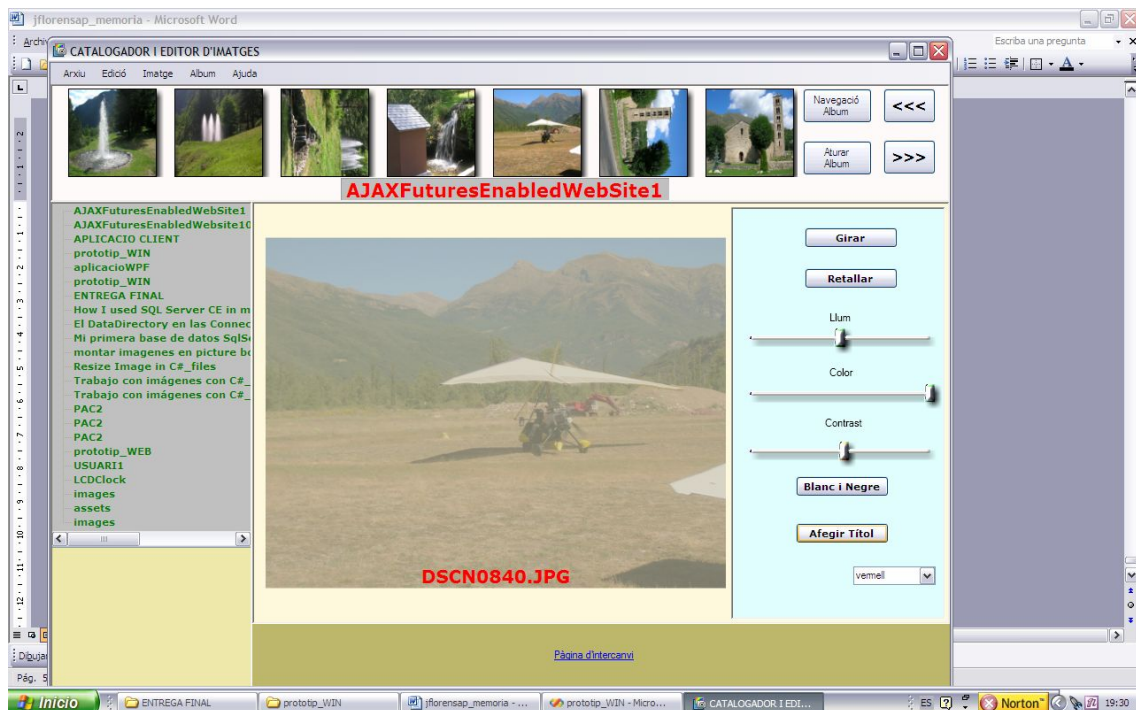 jflorensap_memoria - Microsoft Word
Escriba una pregunta
CATALOGADOR I EDITOR D'IMATGES
Arxiu Edició Imatge Album Ajuda
Navegació Album
<<<
Aturar Album
>>>
AJAXFuturesEnabledWebSite1
AJAXFuturesEnabledWebSite1
AJAXFuturesEnabledWebsite10
APLICACIO CLIENT
prototip_WIN
aplicacioWPF
prototip_WIN
ENTREGA FINAL
How I used SQL Server CE in m
El DataDirectory en las Connec
Mi primera base de datos SqlSe
montar imagenes en picture bo
Resize Image in C#_files
Trabajo con imágenes con C#_
Trabajo con imágenes con C#_
PAC2
PAC2
PAC2
prototip_WEB
USUARI1
LCDClock
images
assets
images
DSCN0840.JPG
Girar
Retallar
Llum
Color
Contrast
Blanc i Negre
Afegir Títol
vermell
Pàgina d'intercanvi
Dibuja
Pág. 5
Inicio
ENTREGA FINAL
prototip_WIN
jflorensap_memoria - ...
prototip_WIN - Micro...
CATALOGADOR I EDI...
ES
Norton™
19:30